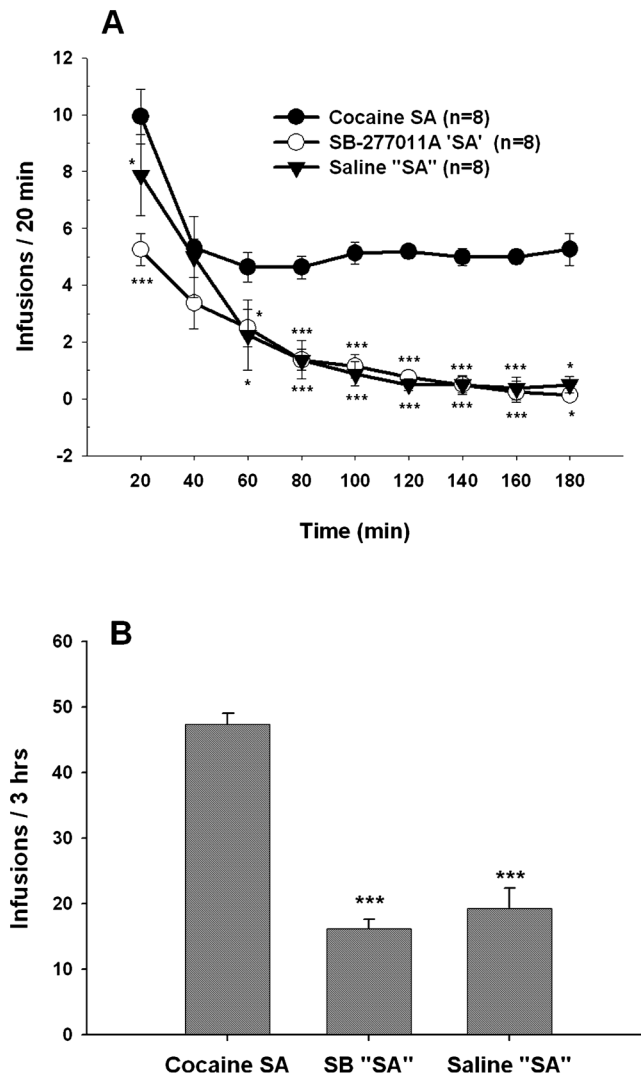 A
12
10
8
6
4
2
0
-2
Infusions / 20 min
Cocaine SA (n=8)
SB-277011A 'SA' (n=8)
Saline "SA" (n=8)
*
***
*
*
*** *** *** *** *** *
*** *** *** *** *** *
20 40 60 80 100 120 140 160 180
Time (min)
B
60
50
40
30
20
10
0
Infusions / 3 hrs
*** ***
Cocaine SA SB "SA" Saline "SA"